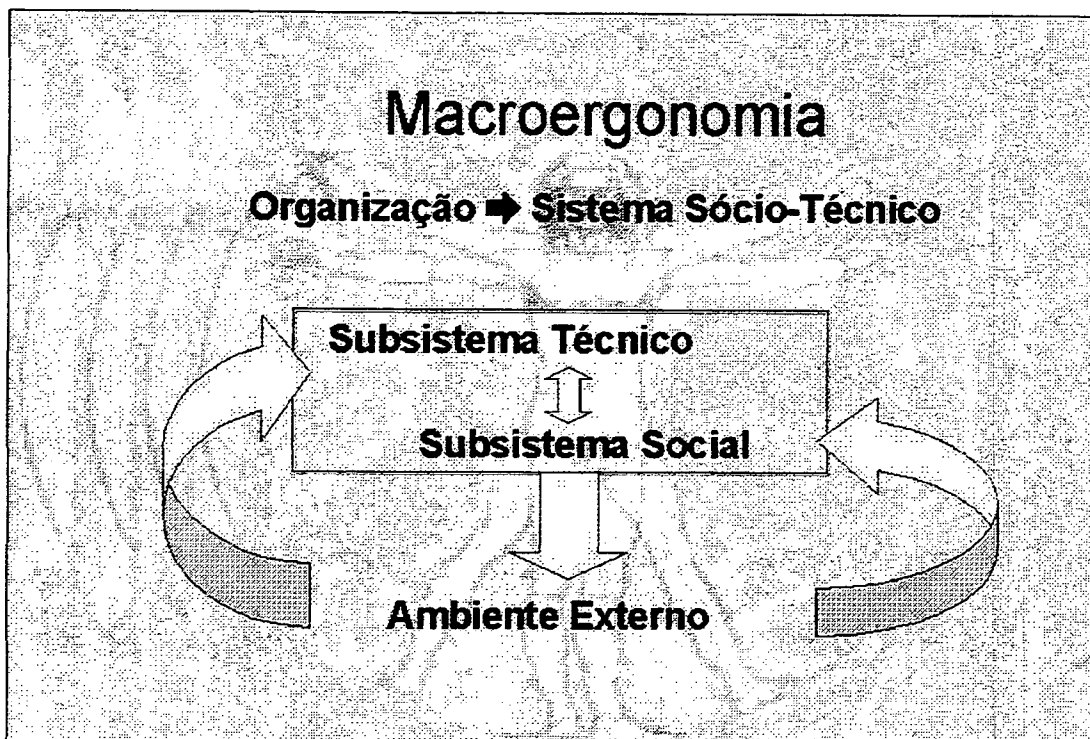 Macroergonomia
Organização ➡ Sistema Sócio-Técnico
Subsistema Técnico
Subsistema Social
Ambiente Externo